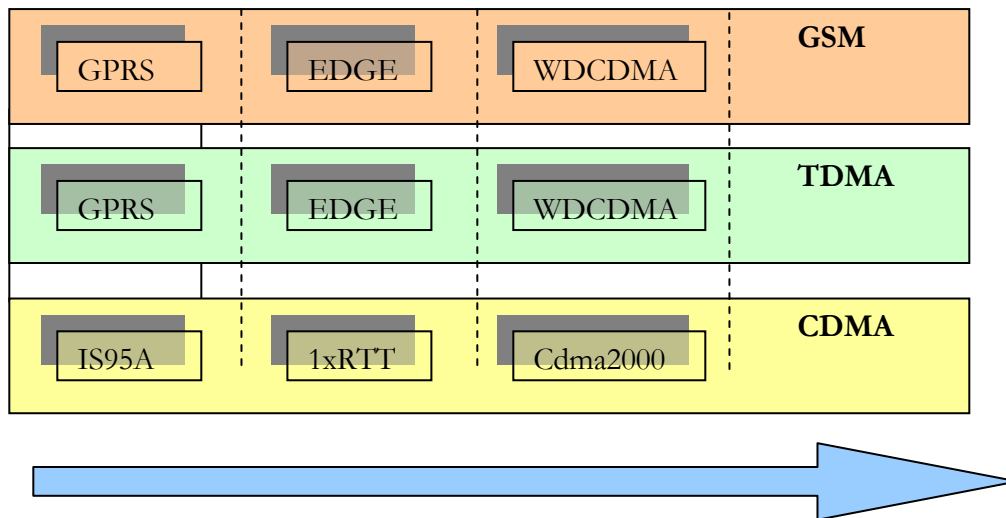 GPRS EDGE WDCDMA GSM
GPRS EDGE WDCDMA TDMA
IS95A 1xRTT Cdma2000 CDMA